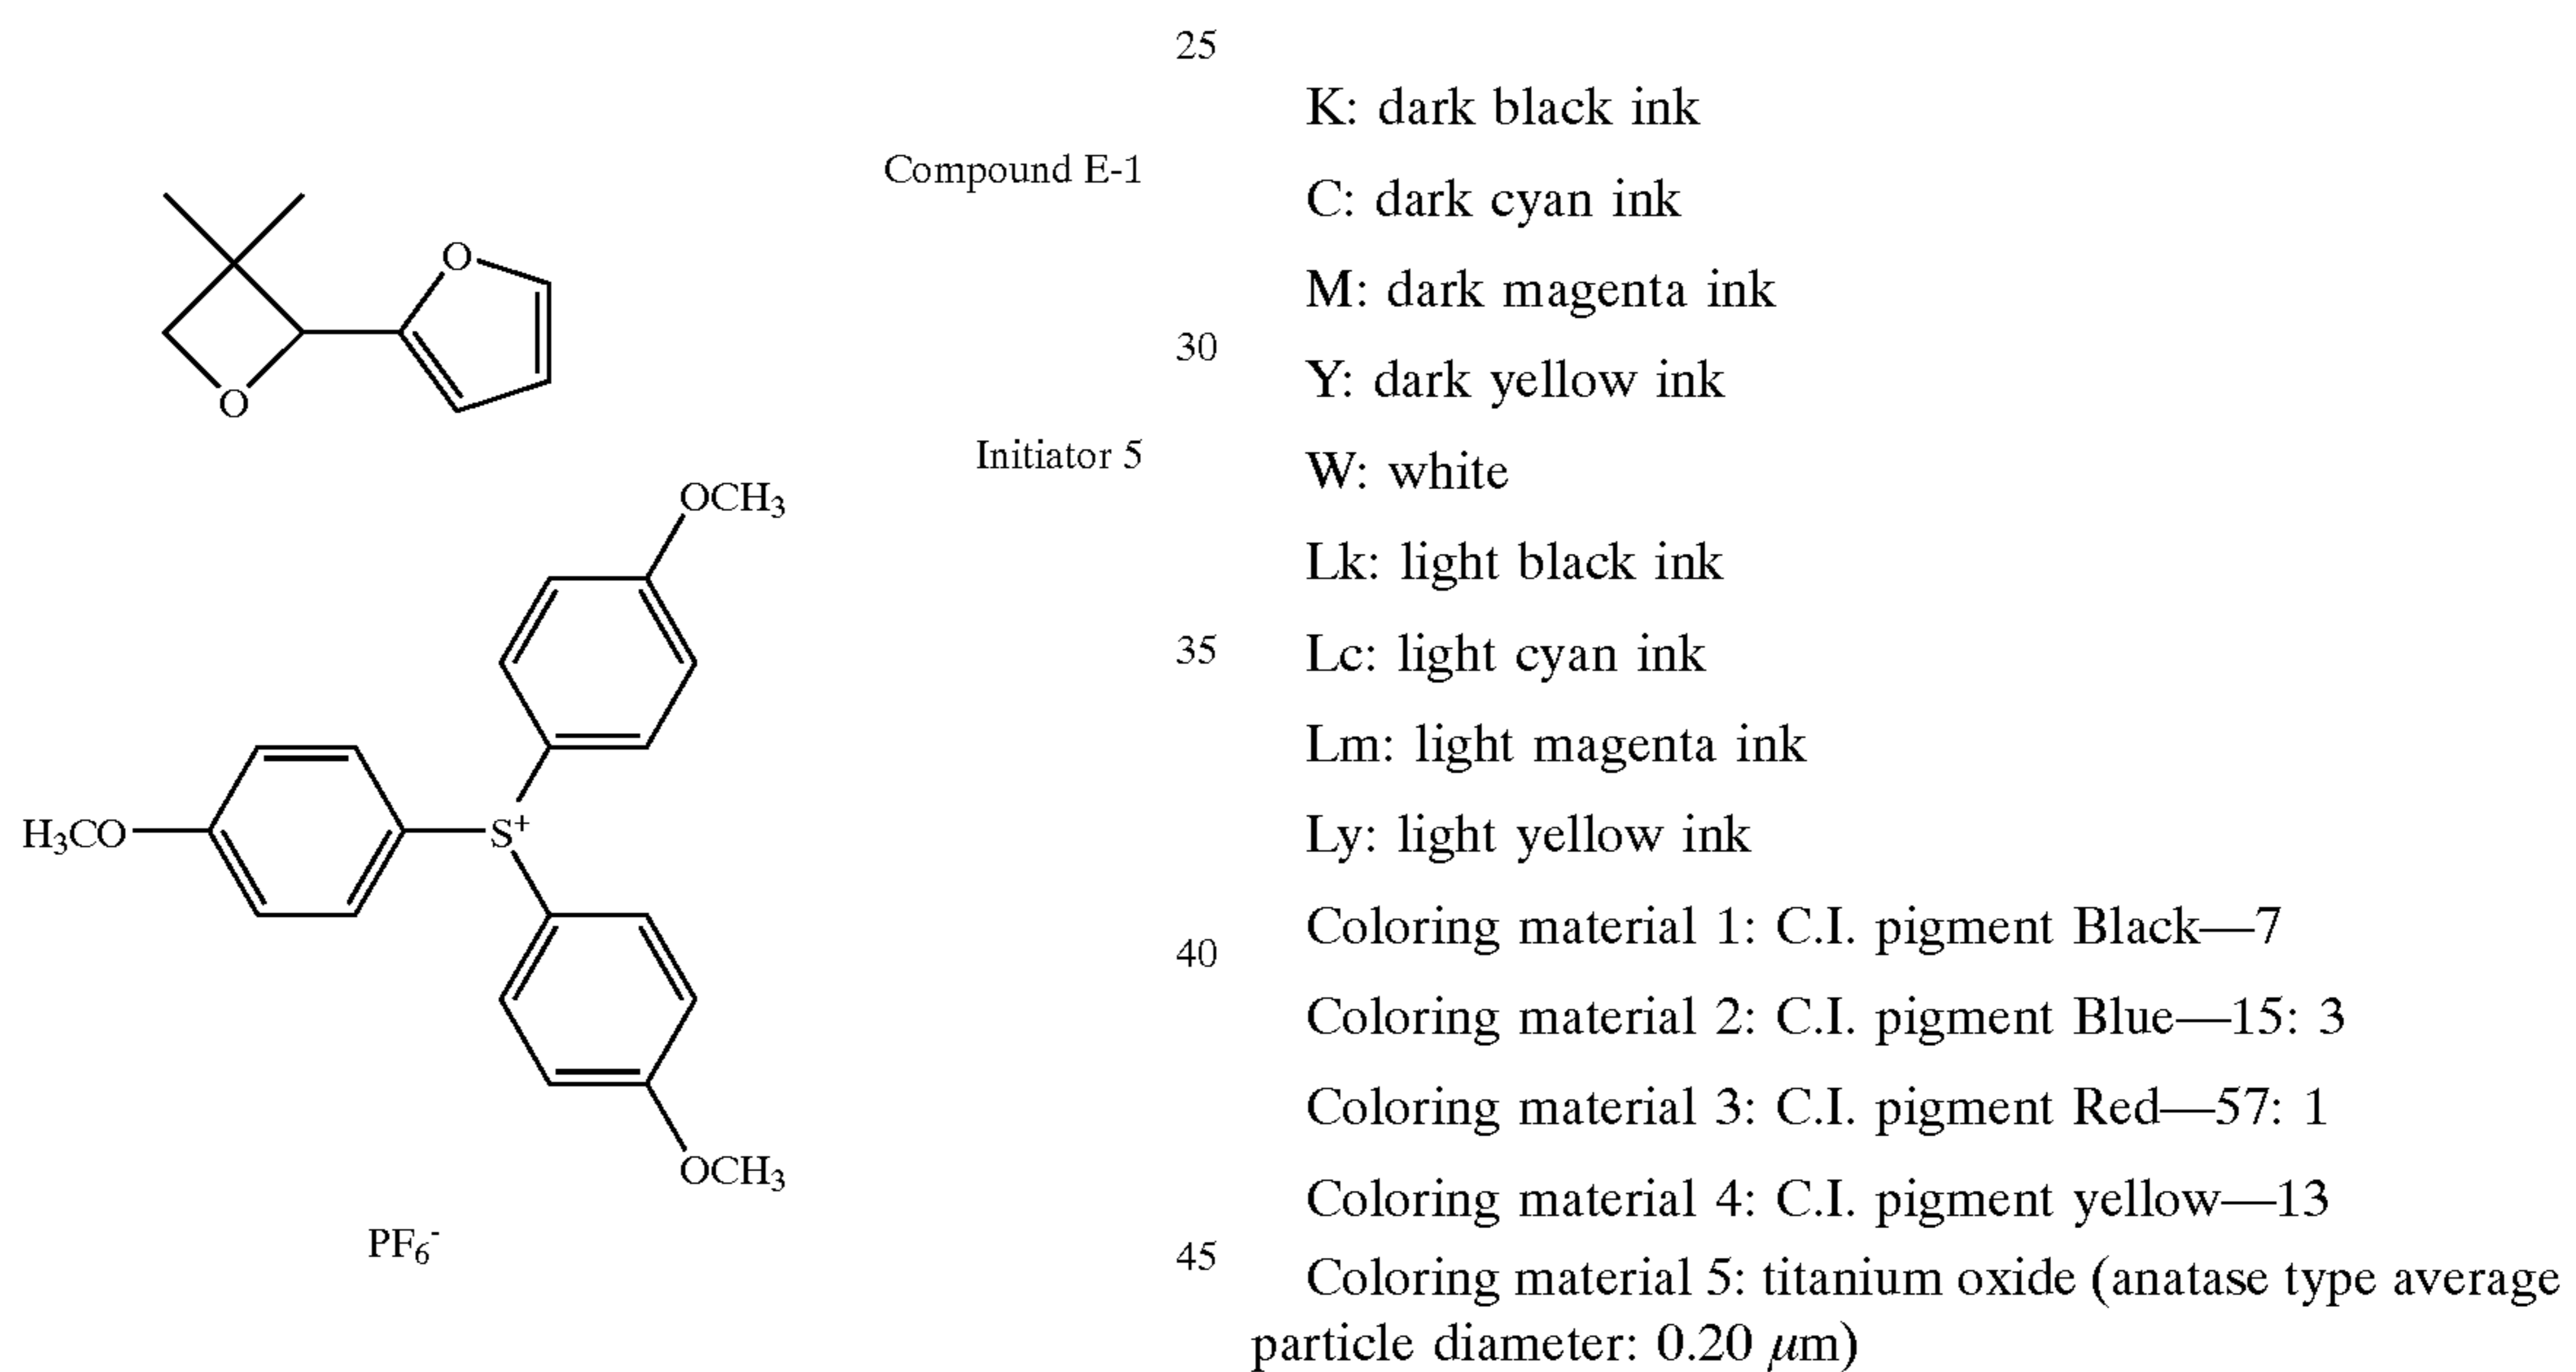 Compound E-1
O
O
Initiator 5
OCH3
H3CO
S+
OCH3
PF6-
25
K: dark black ink
C: dark cyan ink
M: dark magenta ink
30
Y: dark yellow ink
W: white
Lk: light black ink
35
Lc: light cyan ink
Lm: light magenta ink
Ly: light yellow ink
Coloring material 1: C.I. pigment Black—7
40
Coloring material 2: C.I. pigment Blue—15: 3
Coloring material 3: C.I. pigment Red—57: 1
Coloring material 4: C.I. pigment yellow—13
45
Coloring material 5: titanium oxide (anatase type average
particle diameter: 0.20 μm)